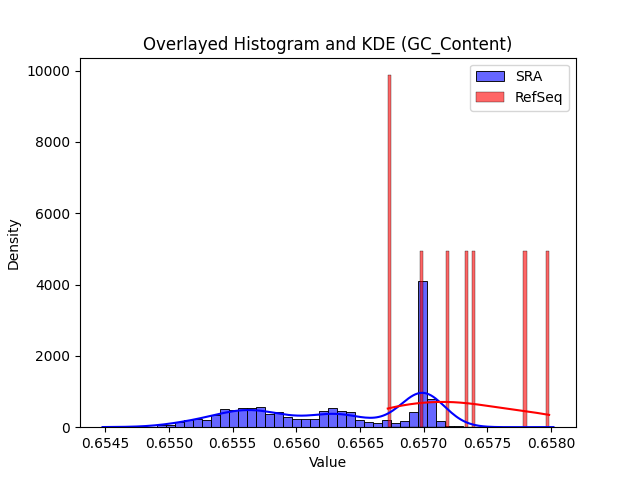 Overlayed Histogram and KDE (GC_Content)
SRA
RefSeq
Density
10000
8000
6000
4000
2000
0
0.6545 0.6550 0.6555 0.6560 0.6565 0.6570 0.6575 0.6580
Value